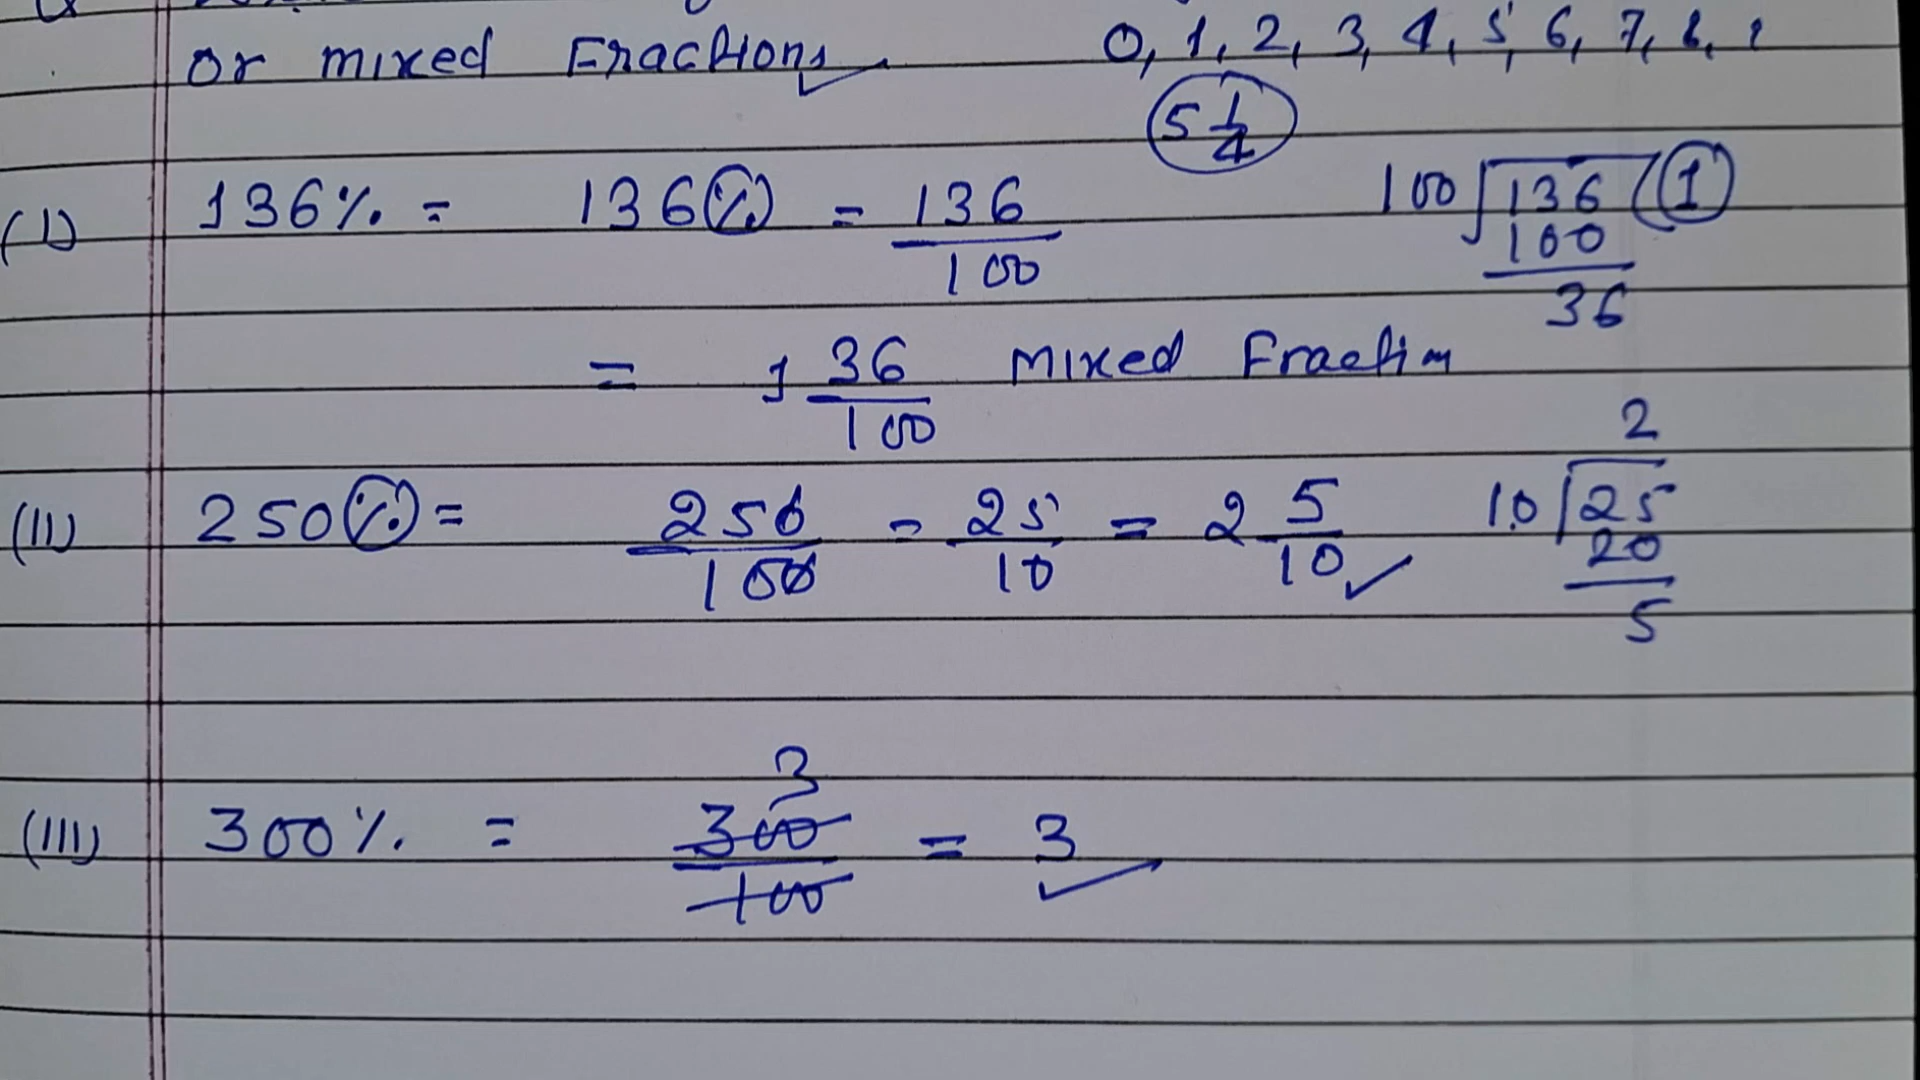 or mixed Fractions 0, 1, 2, 3, 4, 5, 6, 7, 8,
5 1/4
(I) 136% = 136% = 136/100
100 136 1
100
36
= 1 36/100 mixed Fraction
(II) 250% = 250/100 = 25/10 = 2 5/10
2
10 25
20
5
3
(III) 300% = 300/100 = 3